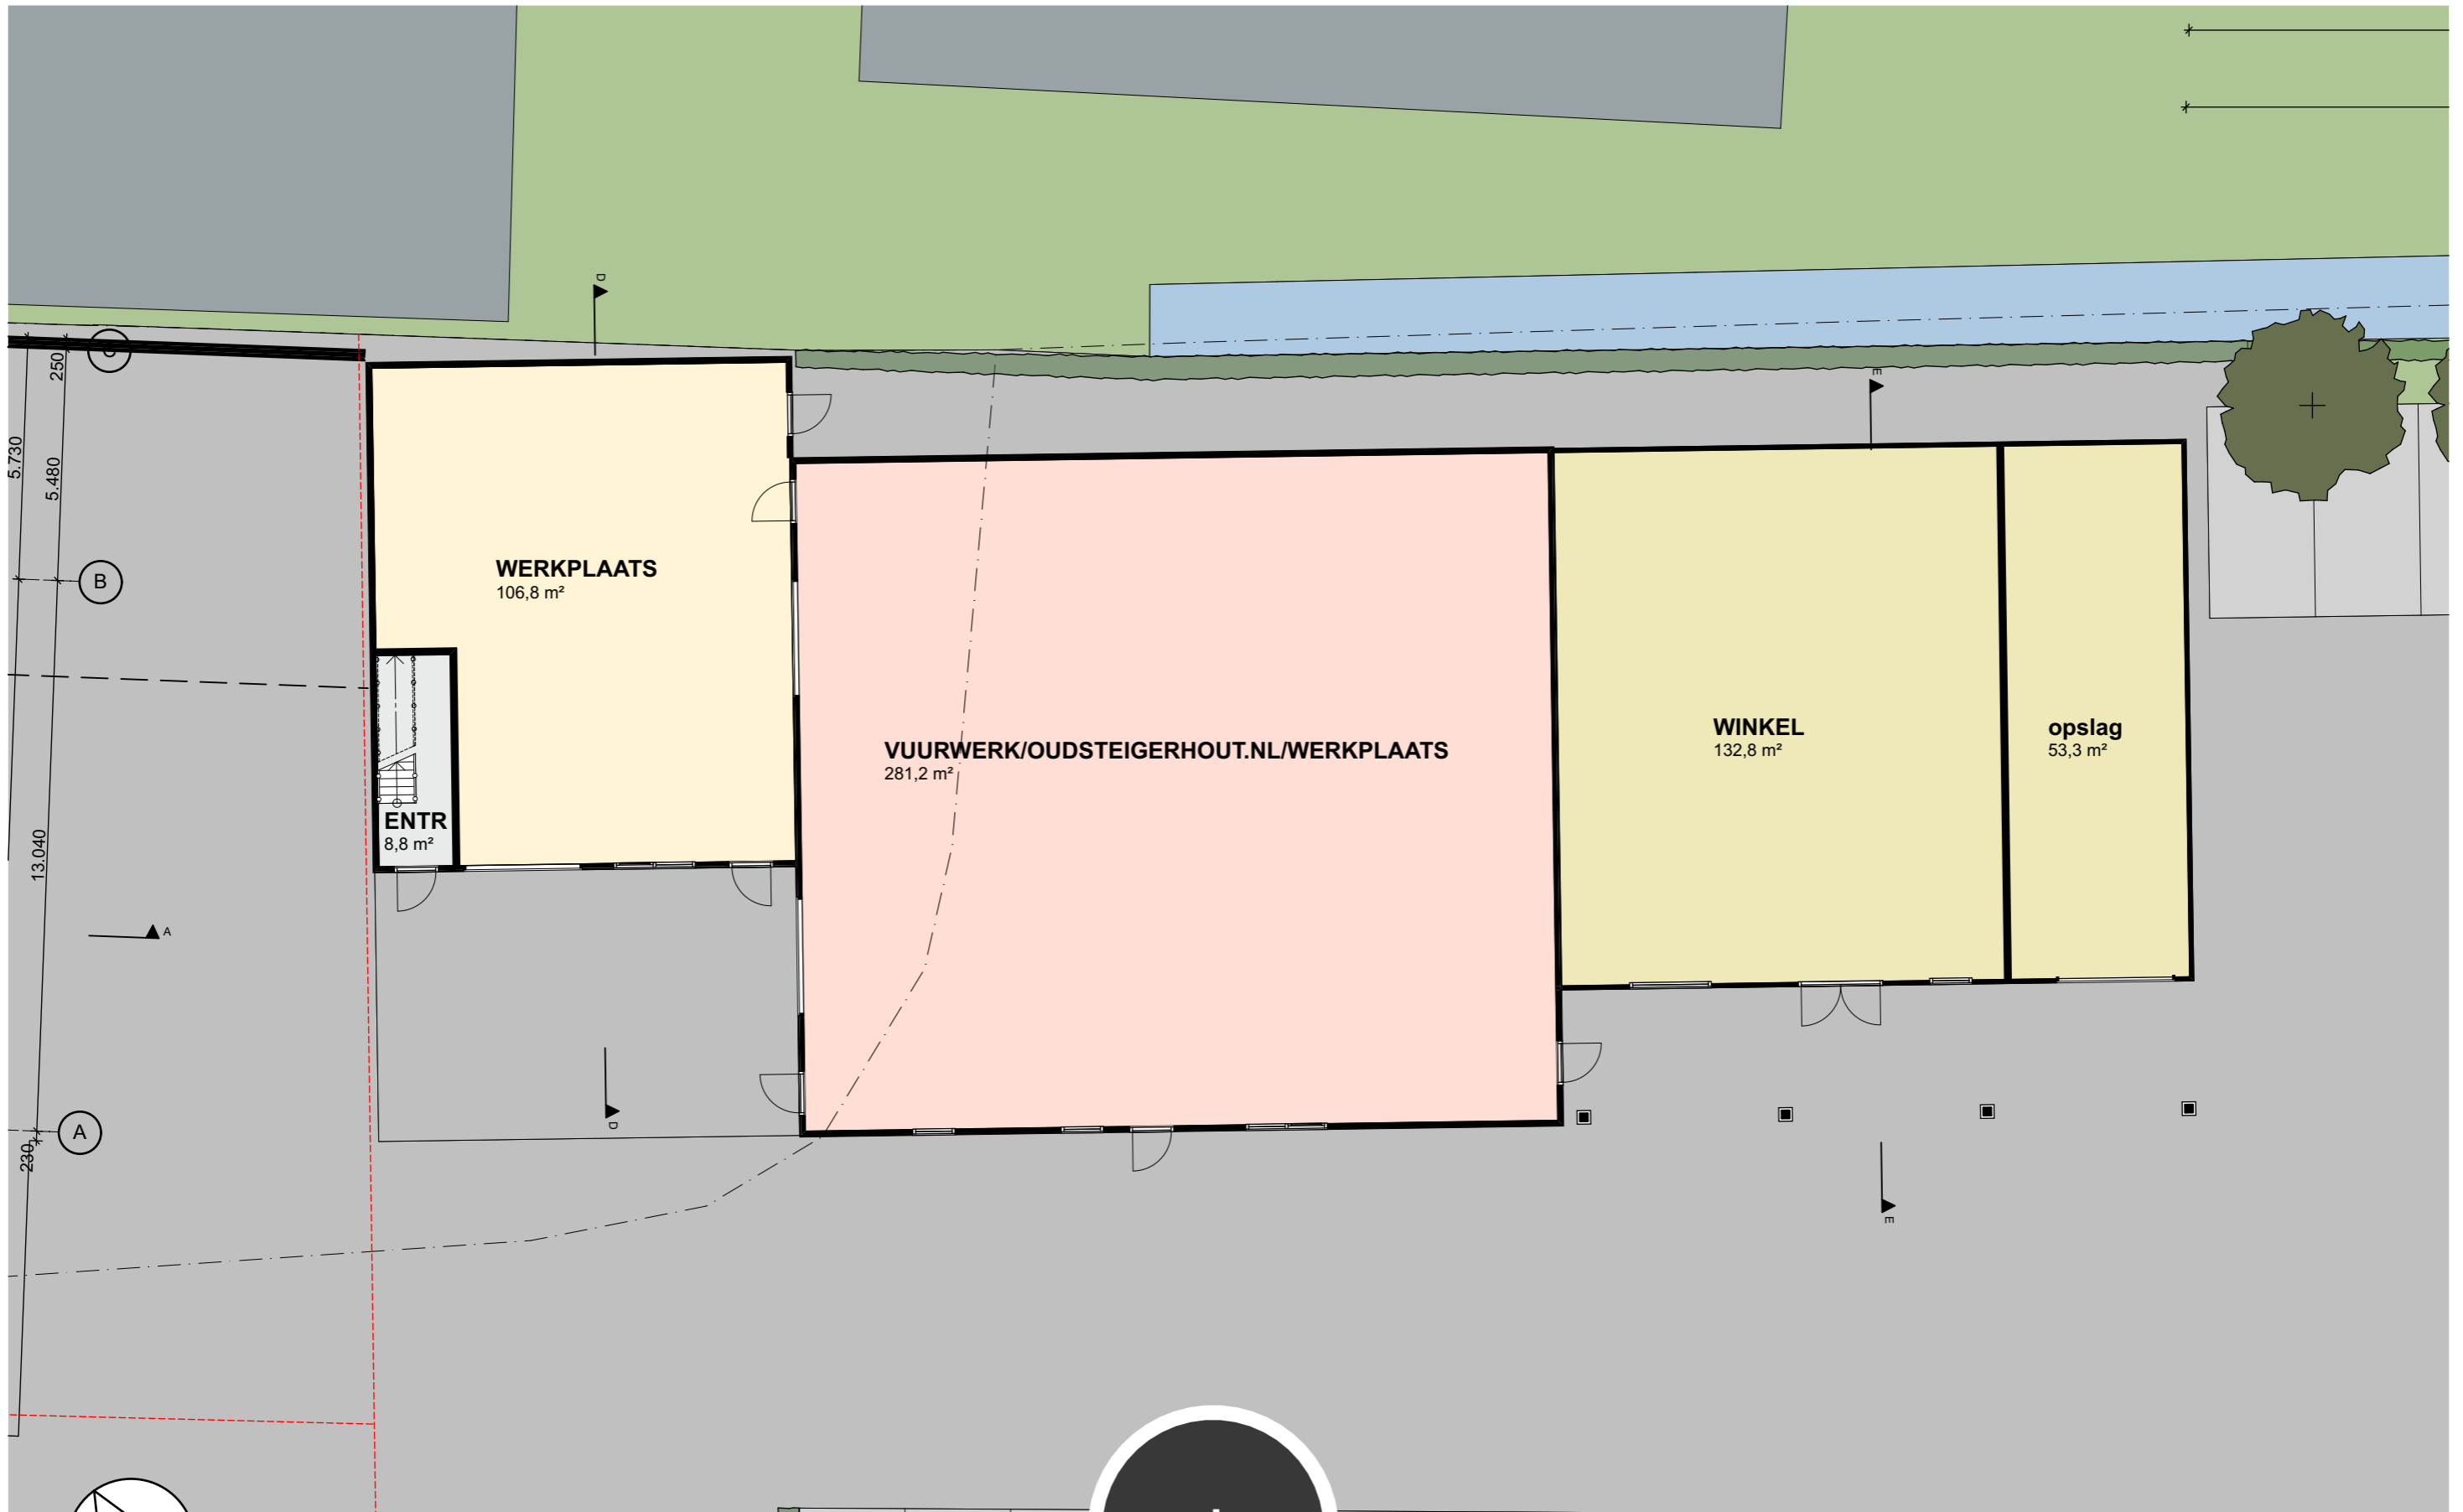 D
C
250
E
5.730
5.480
WERKPLAATS
106,8 m²
B
WINKEL
132,8 m²
opslag
53,3 m²
VUURWERK/OUDSTEIGERHOUT.NL/WERKPLAATS
281,2 m²
ENTR
8,8 m²
13.040
A
D
A
230
E